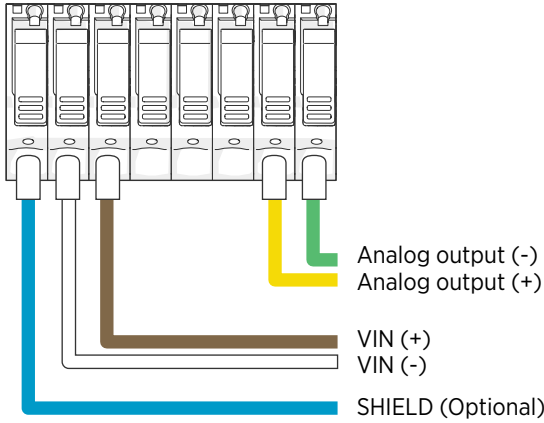 Analog output (-)
Analog output (+)
VIN (+)
VIN (-)
SHIELD (Optional)